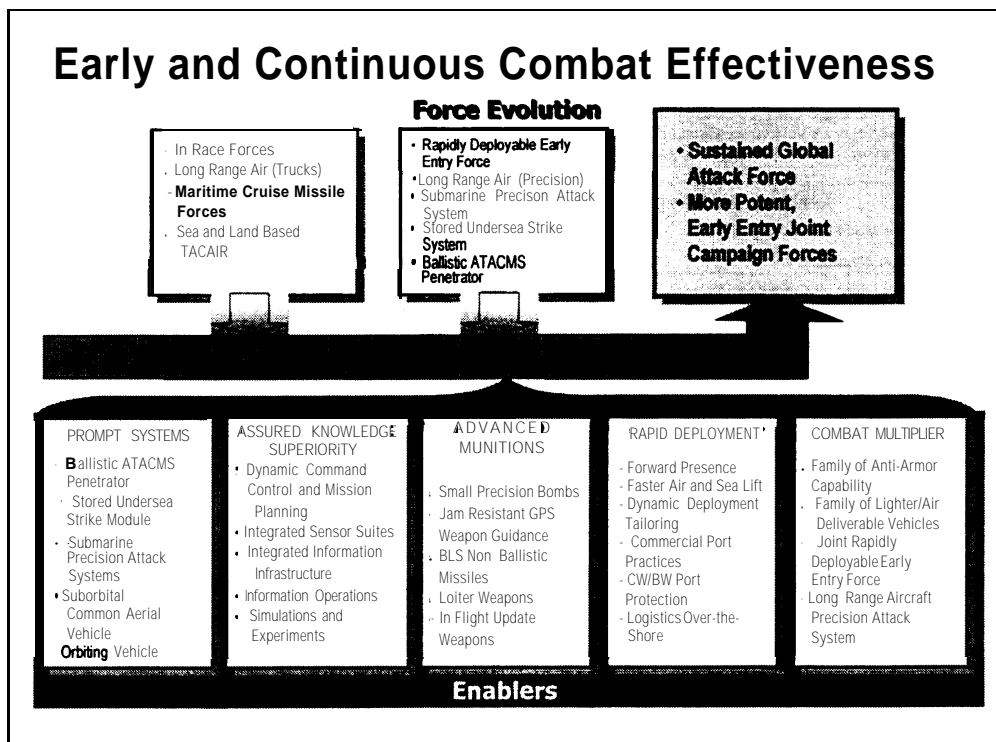 Early and Continuous Combat Effectiveness
Force Evolution
· In Race Forces
. Long Range Air (Trucks)
- Maritime Cruise Missile
Forces
. Sea and Land Based
TACAIR
• Rapidly Deployable Early
Entry Force
•Long Range Air (Precision)
• Submarine Precison Attack
System
• Stored Undersea Strike
System
• Ballistic ATACMS
Penetrator
• Sustained Global
Attack Force
• More Potent,
Early Entry Joint
Campaign Forces
PROMPT SYSTEMS
· Ballistic ATACMS
Penetrator
· Stored Undersea
Strike Module
• -Submarine
Precision Attack
Systems
• Suborbital
Common Aerial
Vehicle
Orbiting Vehicle
ASSURED KNOWLEDGE
SUPERIORITY
• Dynamic Command
Control and Mission
Planning
• Integrated Sensor Suites
• Integrated Information
Infrastructure
• Information Operations
• Simulations and
Experiments
ADVANCED
MUNITIONS
. Small Precision Bombs
- Jam Resistant GPS
Weapon Guidance
• BLS Non Ballistic
Missiles
. Loiter Weapons
- In Flight Update
Weapons
RAPID DEPLOYMENT'
- Forward Presence
- Faster Air and Sea Lift
- Dynamic Deployment
Tailoring
- Commercial Port
Practices
- CW/BW Port
Protection
- Logistics Over-the-
Shore
COMBAT MULTIPLIER
. Family of Anti-Armor
Capability
. Family of Lighter/Air
Deliverable Vehicles
· Joint Rapidly
Deployable Early
Entry Force
- Long Range Aircraft
Precision Attack
System
Enablers